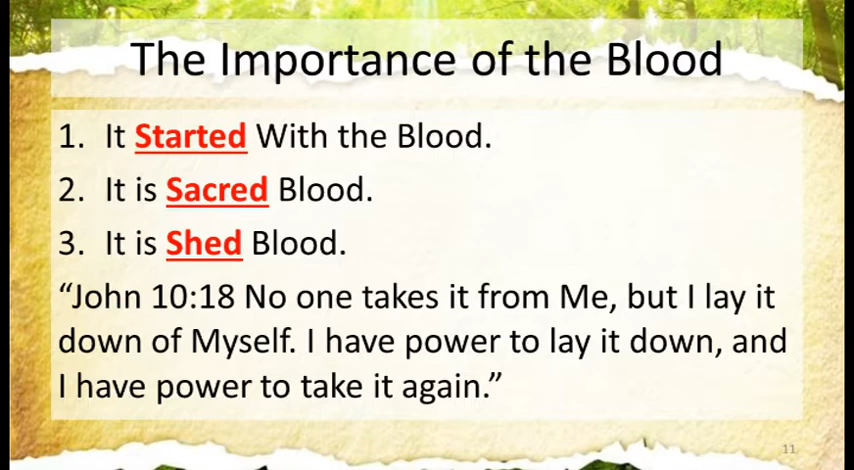 The Importance of the Blood
1. It Started With the Blood.
2. It is Sacred Blood.
3. It is Shed Blood.
“John 10:18 No one takes it from Me, but I lay it
down of Myself. I have power to lay it down, and
I have power to take it again.”
11